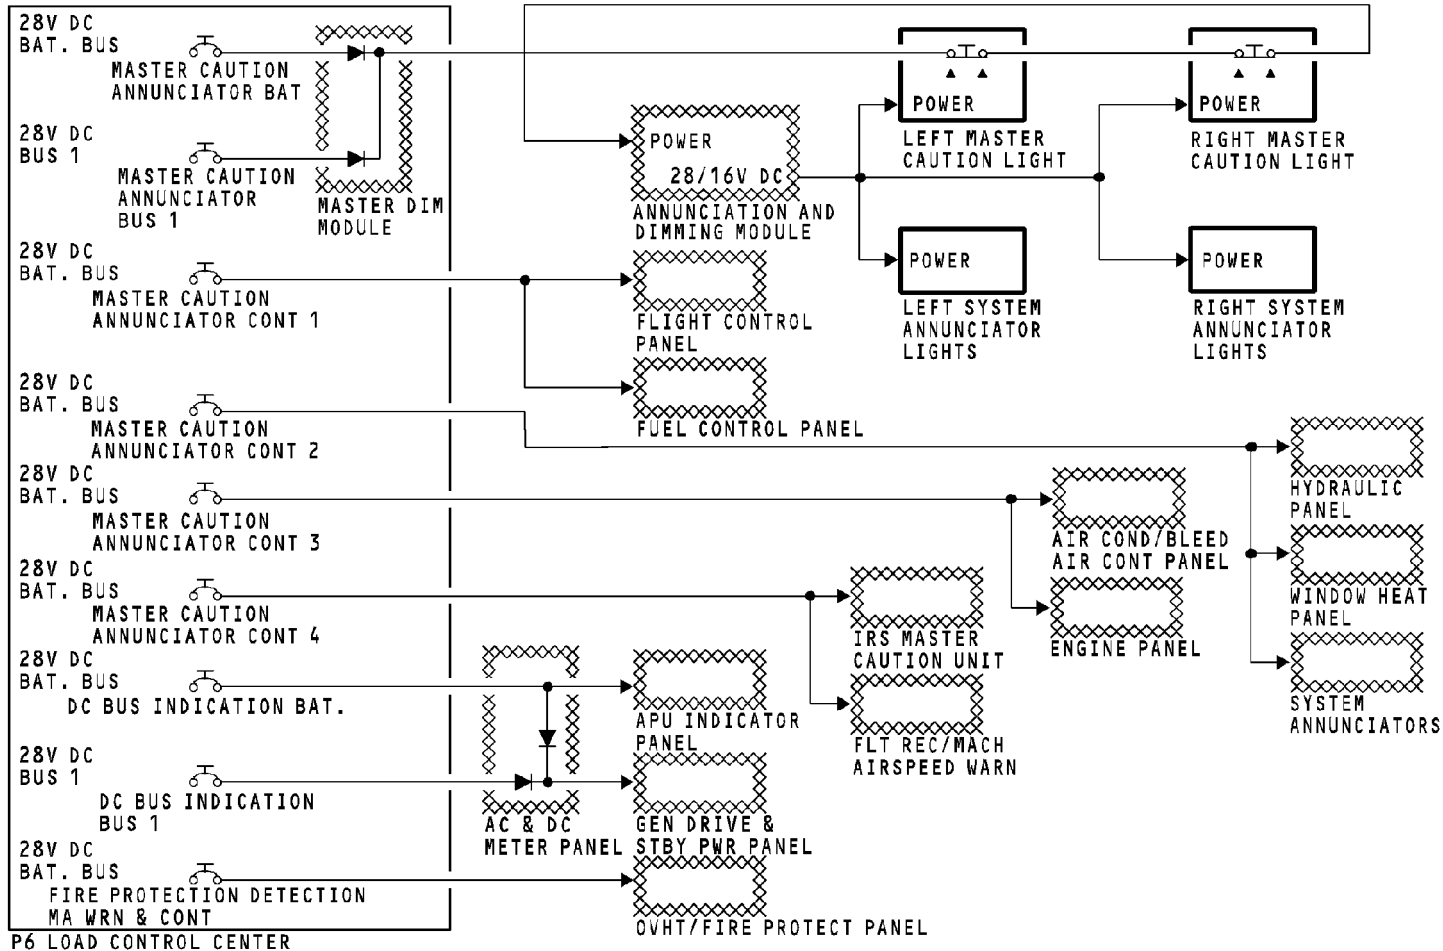 28V DC
BAT. BUS
MASTER CAUTION
ANNUNCIATOR BAT
28V DC
BUS 1
MASTER CAUTION
ANNUNCIATOR
BUS 1
MASTER DIM
MODULE
POWER
28/16V DC
ANNUNCIATION AND
DIMMING MODULE
POWER
LEFT MASTER
CAUTION LIGHT
POWER
RIGHT MASTER
CAUTION LIGHT
POWER
LEFT SYSTEM
ANNUNCIATOR
LIGHTS
POWER
RIGHT SYSTEM
ANNUNCIATOR
LIGHTS
28V DC
BAT. BUS
MASTER CAUTION
ANNUNCIATOR CONT 1
FLIGHT CONTROL
PANEL
FUEL CONTROL PANEL
28V DC
BAT. BUS
MASTER CAUTION
ANNUNCIATOR CONT 2
HYDRAULIC
PANEL
WINDOW HEAT
PANEL
SYSTEM
ANNUNCIATORS
28V DC
BAT. BUS
MASTER CAUTION
ANNUNCIATOR CONT 3
AIR COND/BLEED
AIR CONT PANEL
ENGINE PANEL
28V DC
BAT. BUS
MASTER CAUTION
ANNUNCIATOR CONT 4
IRS MASTER
CAUTION UNIT
FLT REC/MACH
AIRSPEED WARN
28V DC
BAT. BUS
DC BUS INDICATION BAT.
APU INDICATOR
PANEL
28V DC
BUS 1
DC BUS INDICATION
BUS 1
AC & DC
METER PANEL
GEN DRIVE &
STBY PWR PANEL
28V DC
BAT. BUS
FIRE PROTECTION DETECTION
MA WRN & CONT
OVHT/FIRE PROTECT PANEL
P6 LOAD CONTROL CENTER